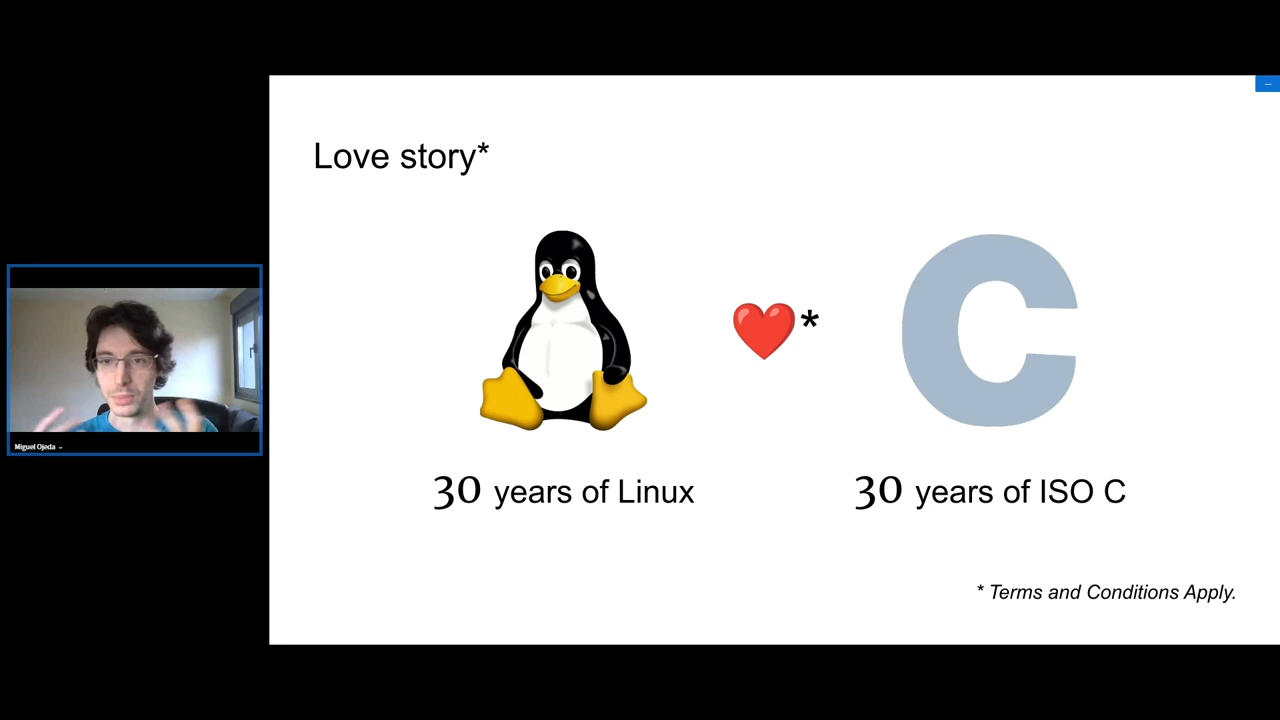 Love story*
*
C
30 years of Linux
30 years of ISO C
* Terms and Conditions Apply.
Miguel Ojeda